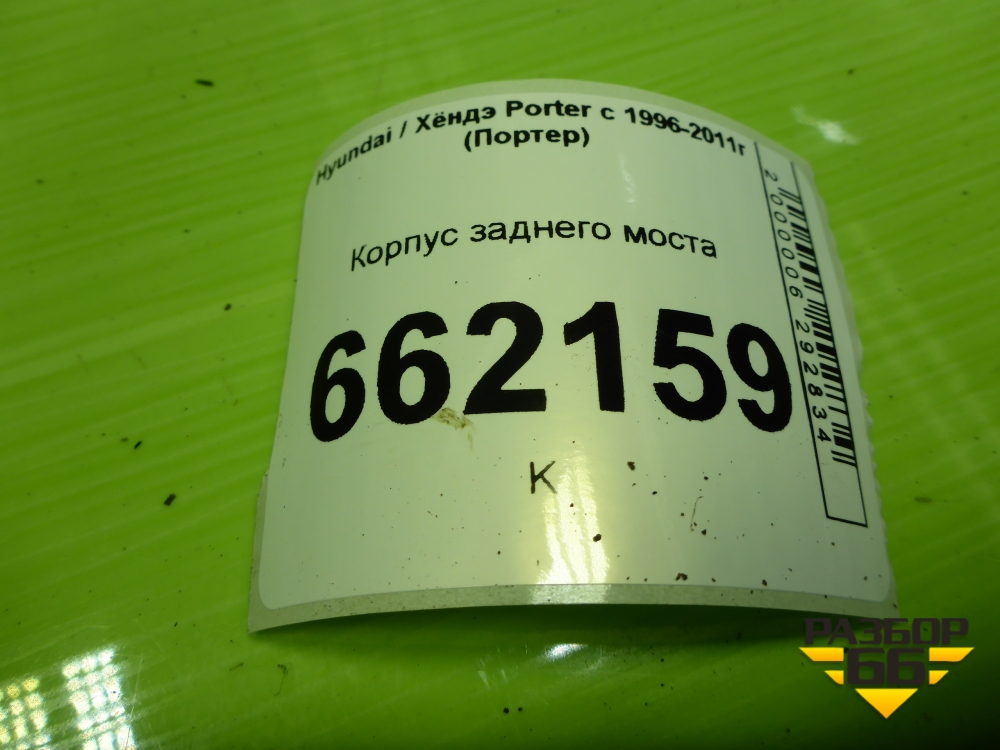 Hyundai / Хёндэ Porter с 1996-2011г
(Портер)
Корпус заднего моста
662159
К
2000006292834
РАЗБОР
66